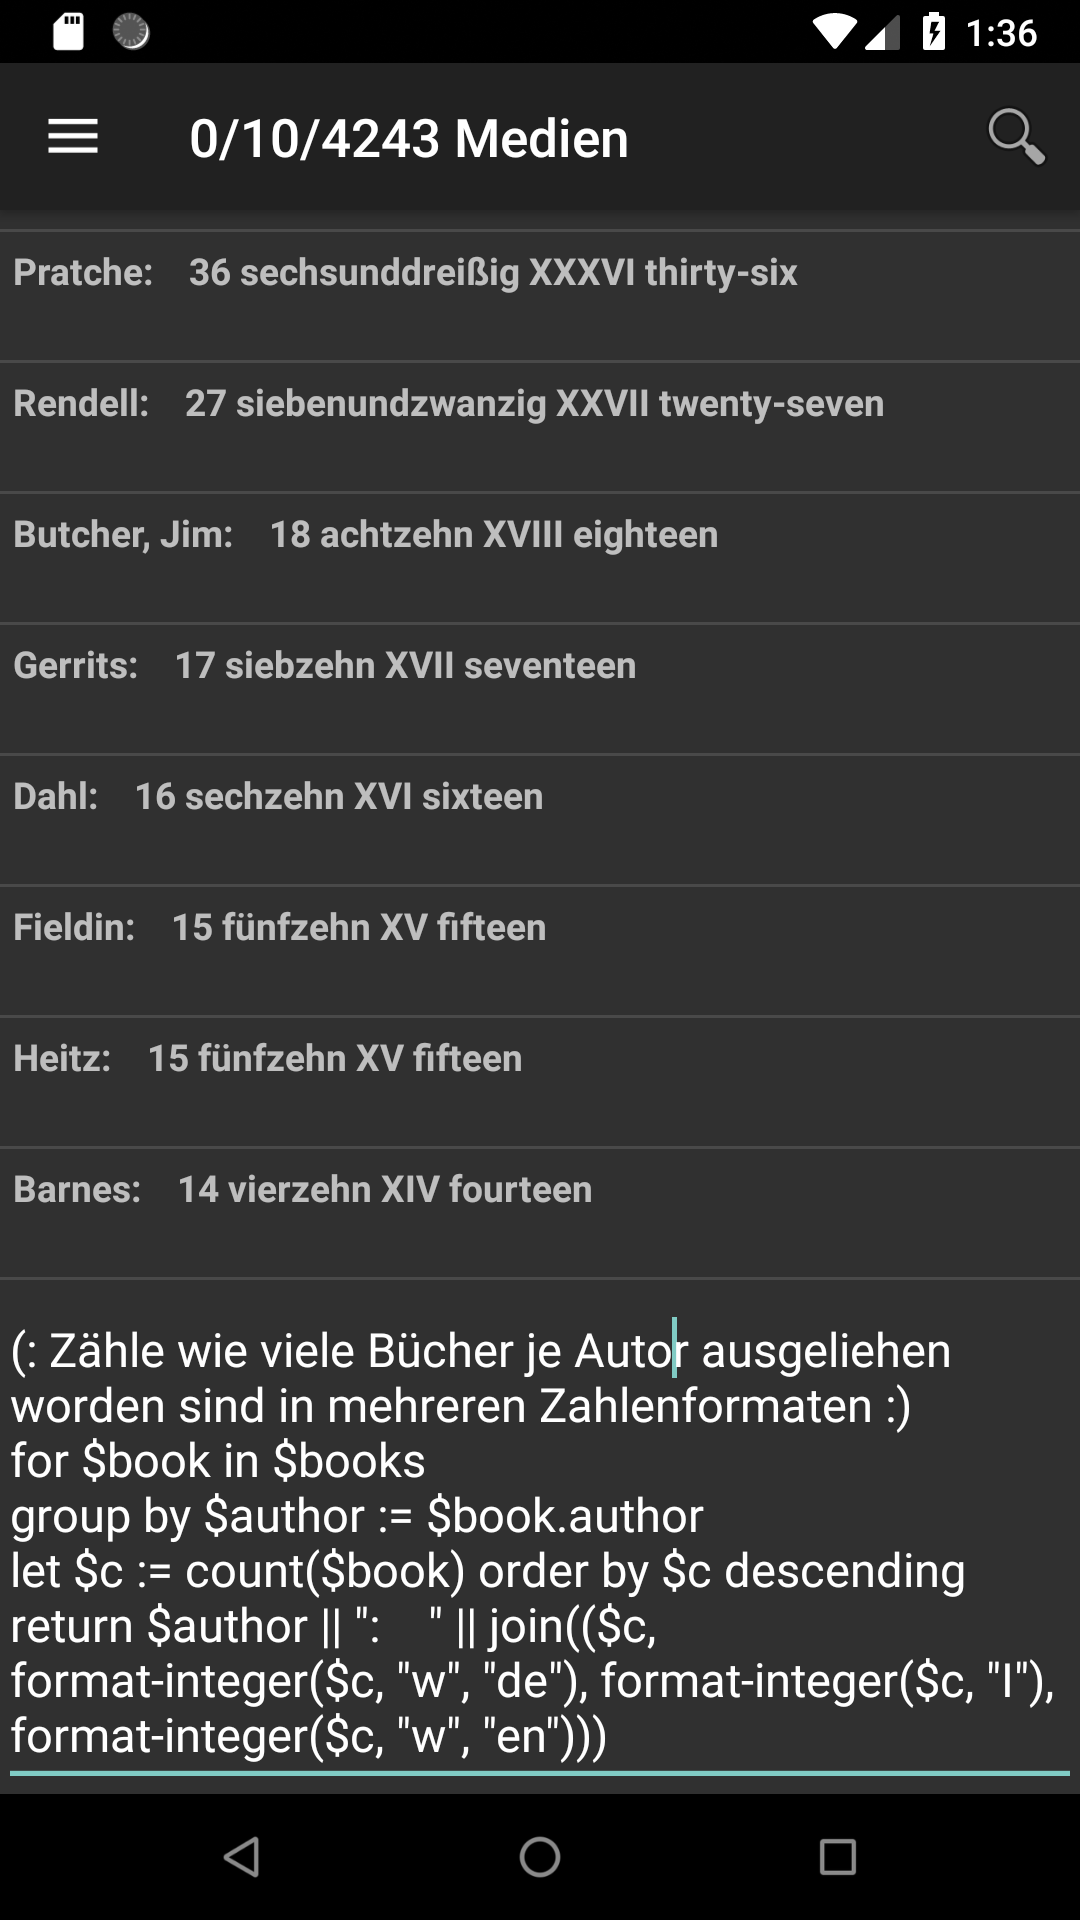 1:36
0/10/4243 Medien
Pratche: 36 sechsunddreißig XXXVI thirty-six
Rendell: 27 siebenundzwanzig XXVII twenty-seven
Butcher, Jim: 18 achtzehn XVIII eighteen
Gerrits: 17 siebzehn XVII seventeen
Dahl: 16 sechzehn XVI sixteen
Fieldin: 15 fünfzehn XV fifteen
Heitz: 15 fünfzehn XV fifteen
Barnes: 14 vierzehn XIV fourteen
(: Zähle wie viele Bücher je Autor ausgeliehen
worden sind in mehreren Zahlenformaten :)
for $book in $books
group by $author := $book.author
let $c := count($book) order by $c descending
return $author || ":    " || join(($c,
format-integer($c, "w", "de"), format-integer($c, "I"),
format-integer($c, "w", "en")))